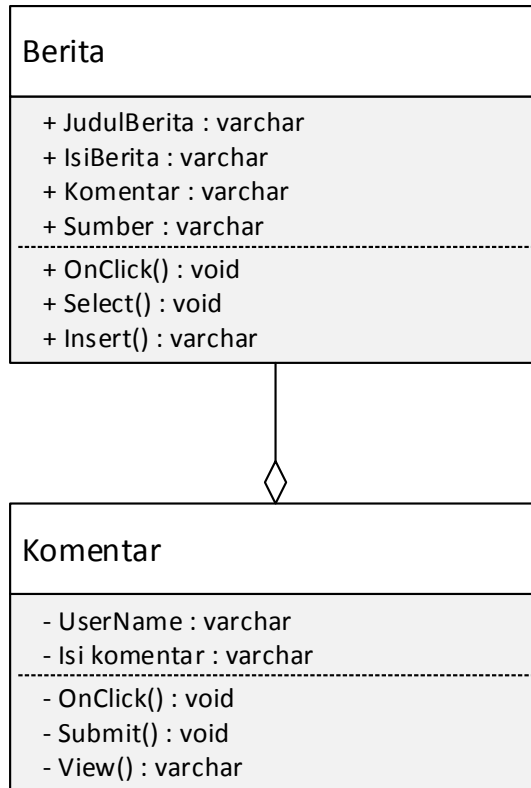 Berita
+ JudulBerita : varchar
+ IsiBerita : varchar
+ Komentar : varchar
+ Sumber : varchar
+ OnClick() : void
+ Select() : void
+ Insert() : varchar
Komentar
- UserName : varchar
- Isi komentar : varchar
- OnClick() : void
- Submit() : void
- View() : varchar